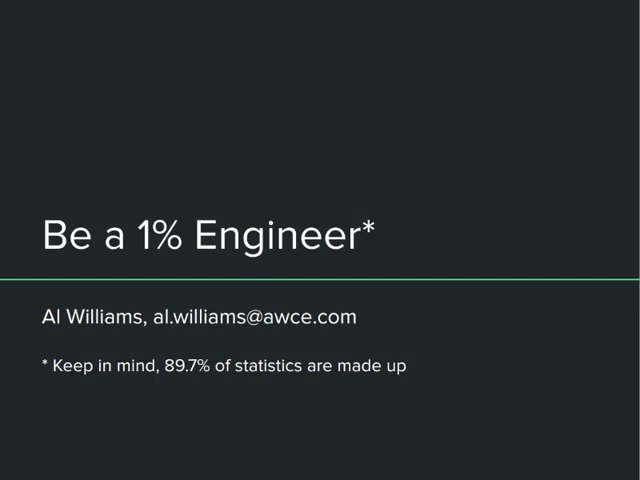 Be a 1% Engineer*
Al Williams, al.williams@awce.com
* Keep in mind, 89.7% of statistics are made up